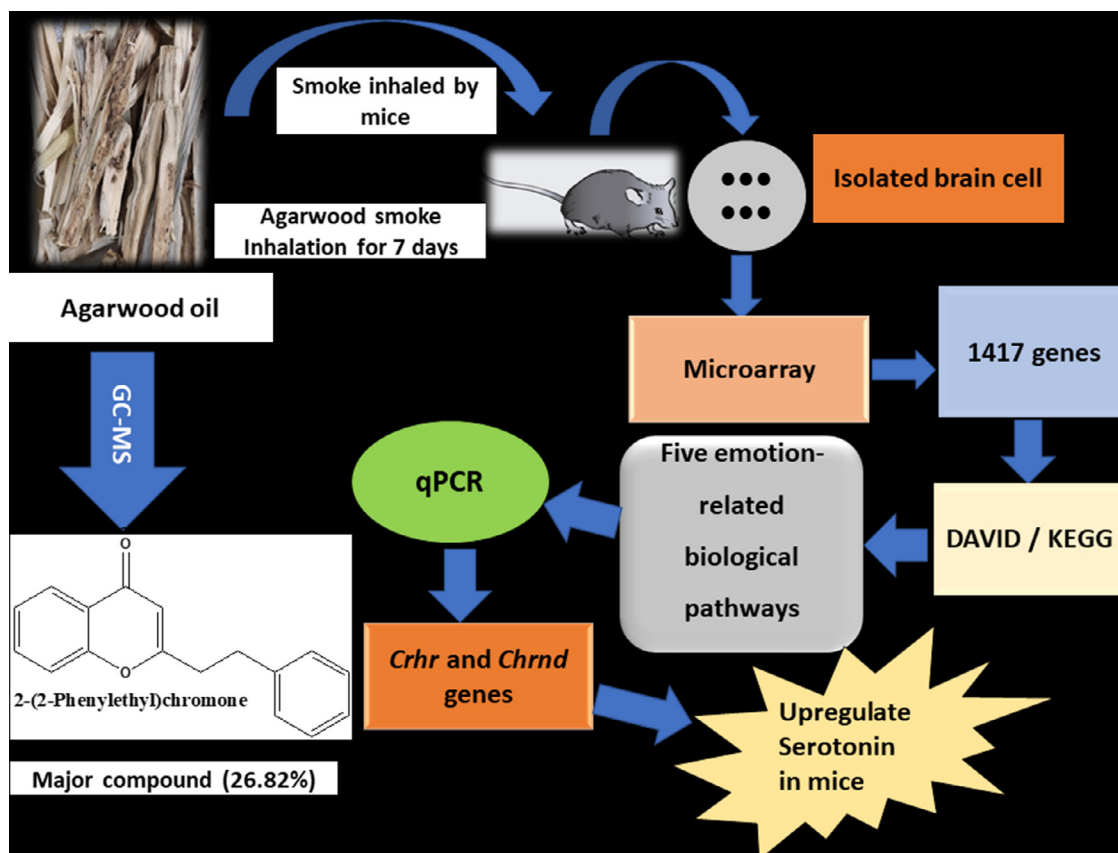 Smoke inhaled by
mice
Agarwood smoke
Inhalation for 7 days
Isolated brain cell
Agarwood oil
GC-MS
Microarray
1417 genes
DAVID / KEGG
Five emotion-
related
biological
pathways
qPCR
Crhr and Chrnd
genes
Upregulate
Serotonin
in mice
O
O
2-(2-Phenylethyl)chromone
Major compound (26.82%)